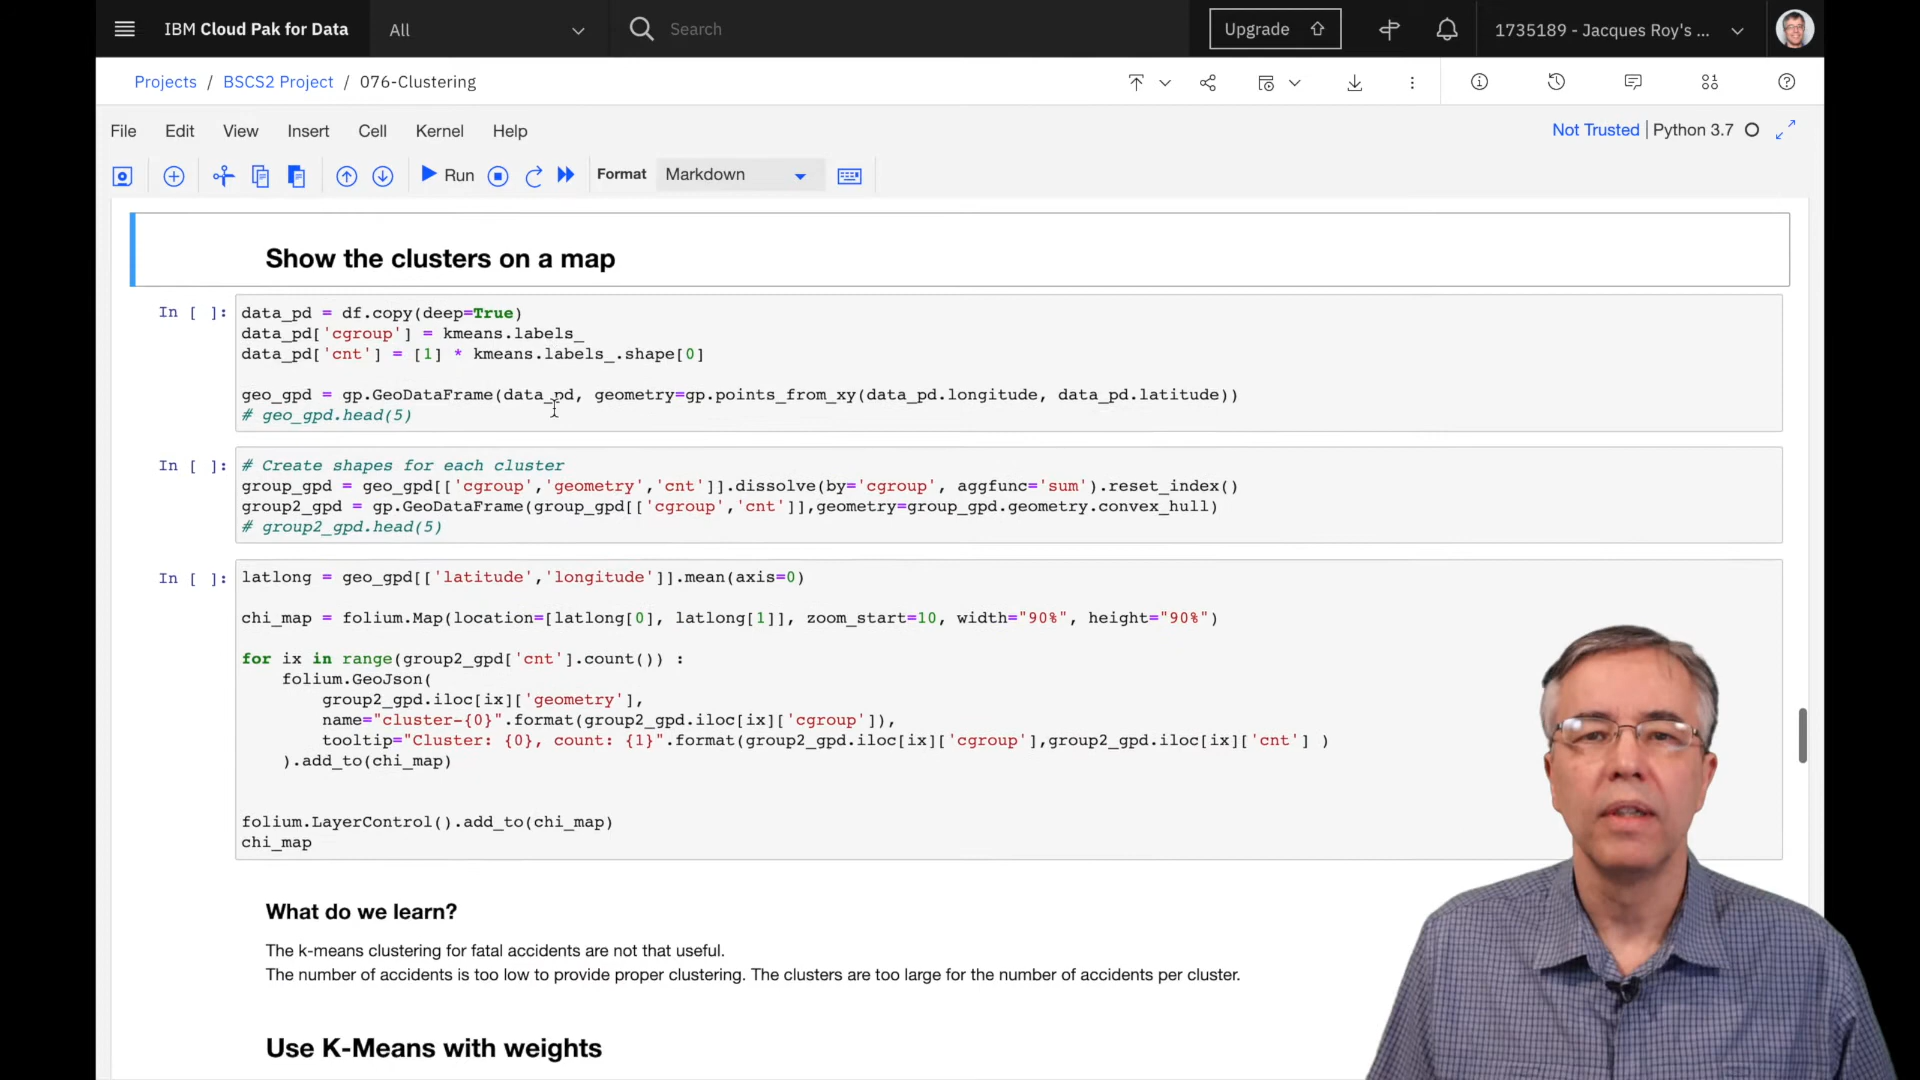 IBM Cloud Pak for Data
All
Search
Upgrade
1735189 - Jacques Roy's ...
Projects / BSCS2 Project / 076-Clustering
File Edit View Insert Cell Kernel Help
Not Trusted | Python 3.7
Run
Format
Markdown
Show the clusters on a map
In [ ]:
data_pd = df.copy(deep=True)
data_pd['cgroup'] = kmeans.labels_
data_pd['cnt'] = [1] * kmeans.labels_.shape[0]
geo_gpd = gp.GeoDataFrame(data_pd, geometry=gp.points_from_xy(data_pd.longitude, data_pd.latitude))
# geo_gpd.head(5)
In [ ]:
# Create shapes for each cluster
group_gpd = geo_gpd[['cgroup','geometry','cnt']].dissolve(by='cgroup', aggfunc='sum').reset_index()
group2_gpd = gp.GeoDataFrame(group_gpd[['cgroup','cnt']],geometry=group_gpd.geometry.convex_hull)
# group2_gpd.head(5)
In [ ]:
latlong = geo_gpd[['latitude','longitude']].mean(axis=0)
chi_map = folium.Map(location=[latlong[0], latlong[1]], zoom_start=10, width="90%", height="90%")
for ix in range(group2_gpd['cnt'].count()) :
folium.GeoJson(
group2_gpd.iloc[ix]['geometry'],
name="cluster-{0}".format(group2_gpd.iloc[ix]['cgroup']),
tooltip="Cluster: {0}, count: {1}".format(group2_gpd.iloc[ix]['cgroup'],group2_gpd.iloc[ix]['cnt'] )
).add_to(chi_map)
folium.LayerControl().add_to(chi_map)
chi_map
What do we learn?
The k-means clustering for fatal accidents are not that useful.
The number of accidents is too low to provide proper clustering. The clusters are too large for the number of accidents per cluster.
Use K-Means with weights